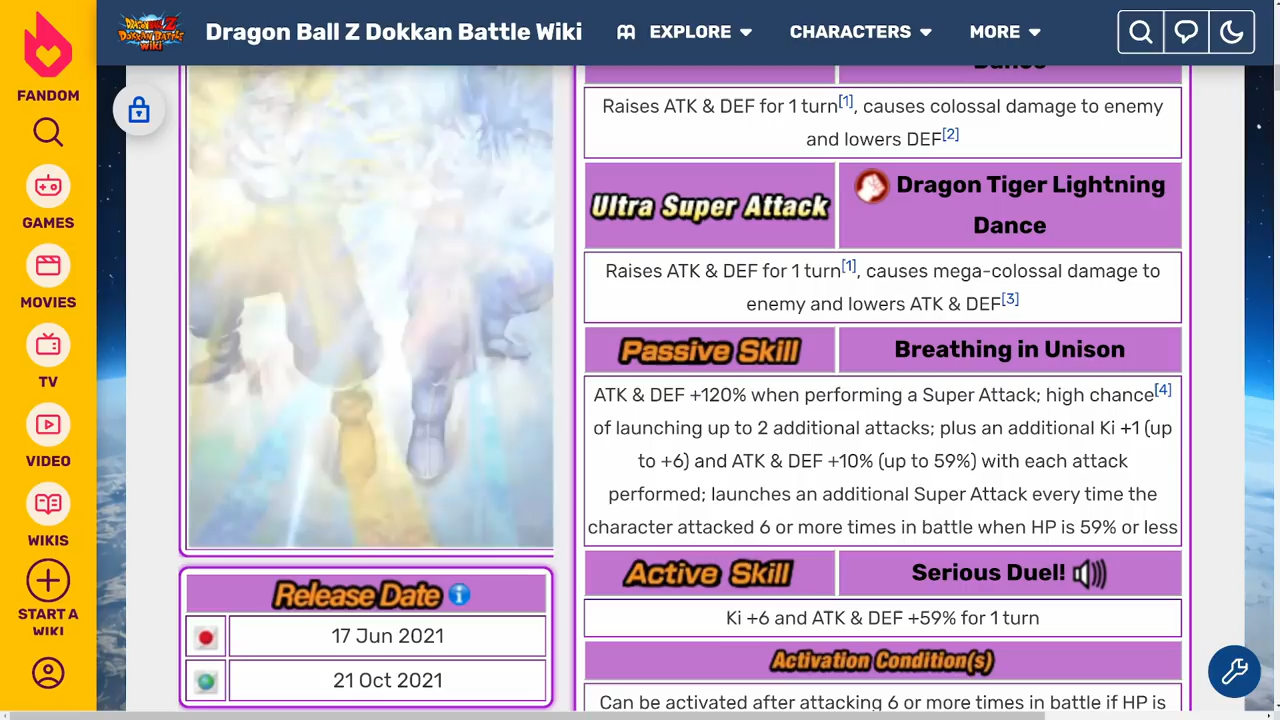 DRAGON BALL Z
DOKKAN BATTLE
WIKI
Dragon Ball Z Dokkan Battle Wiki
EXPLORE
CHARACTERS
MORE
FANDOM
GAMES
MOVIES
TV
VIDEO
WIKIS
START A
WIKI
Dance
Raises ATK & DEF for 1 turn[1], causes colossal damage to enemy
and lowers DEF[2]
Ultra Super Attack
Dragon Tiger Lightning
Dance
Raises ATK & DEF for 1 turn[1], causes mega-colossal damage to
enemy and lowers ATK & DEF[3]
Passive Skill
Breathing in Unison
ATK & DEF +120% when performing a Super Attack; high chance[4]
of launching up to 2 additional attacks; plus an additional Ki +1 (up
to +6) and ATK & DEF +10% (up to 59%) with each attack
performed; launches an additional Super Attack every time the
character attacked 6 or more times in battle when HP is 59% or less
Active Skill
Serious Duel!
Ki +6 and ATK & DEF +59% for 1 turn
Activation Condition(s)
Can be activated after attacking 6 or more times in battle if HP is
Release Date
17 Jun 2021
21 Oct 2021